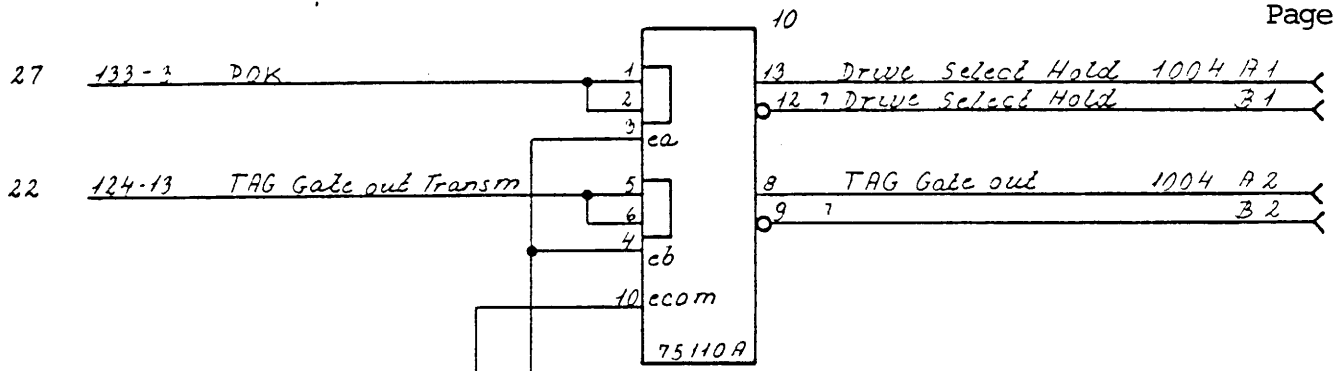 10 Page
27 133-3 POK 1 13 Drive Select Hold 1004 A1
2 12 ┐ Drive Select Hold B1
3 ea
22 124-13 TAG Gate out Transm 5 8 TAG Gate out 1004 A2
6 9 ┐ B2
4 eb
10 ecom
75110A